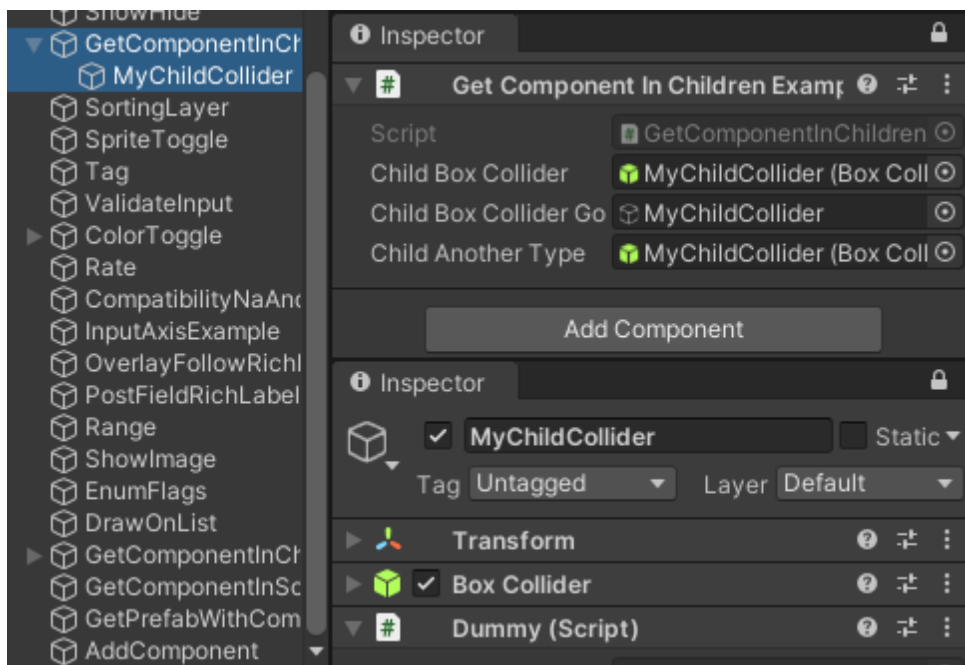 ShowHide
GetComponentInCh
MyChildCollider
SortingLayer
SpriteToggle
Tag
ValidateInput
ColorToggle
Rate
CompatibilityNaAnd
InputAxisExample
OverlayFollowRichl
PostFieldRichLabel
Range
ShowImage
EnumFlags
DrawOnList
GetComponentInCh
GetComponentInSc
GetPrefabWithCom
AddComponent
Inspector
# Get Component In Children Examp
Script # GetComponentInChildren
Child Box Collider MyChildCollider (Box Coll
Child Box Collider Go MyChildCollider
Child Another Type MyChildCollider (Box Coll
Add Component
Inspector
MyChildCollider Static
Tag Untagged Layer Default
Transform
Box Collider
# Dummy (Script)